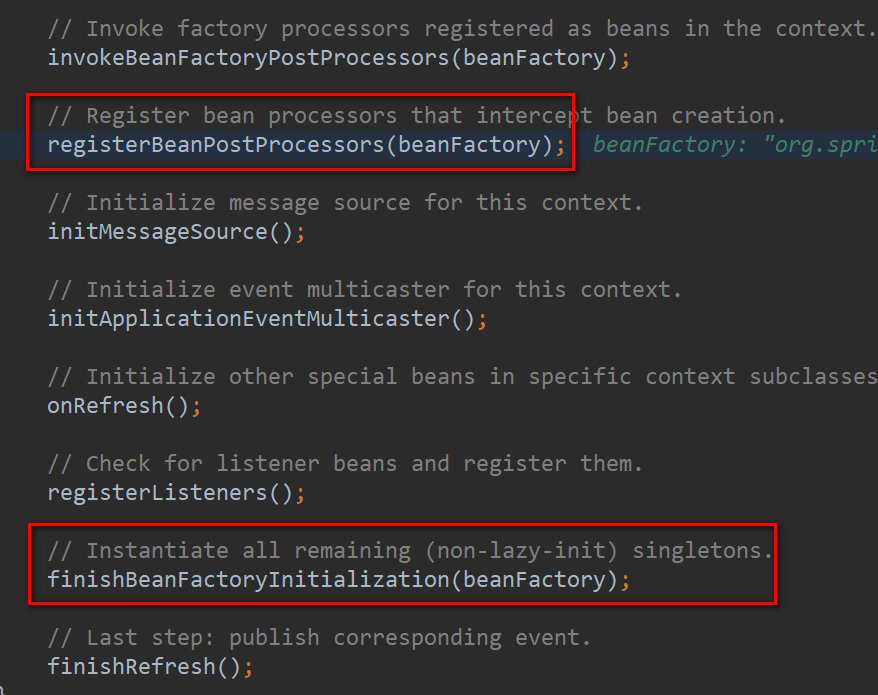 // Invoke factory processors registered as beans in the context.
invokeBeanFactoryPostProcessors(beanFactory);
// Register bean processors that intercept bean creation.
registerBeanPostProcessors(beanFactory); beanFactory: "org.spri
// Initialize message source for this context.
initMessageSource();
// Initialize event multicaster for this context.
initApplicationEventMulticaster();
// Initialize other special beans in specific context subclasses
onRefresh();
// Check for listener beans and register them.
registerListeners();
// Instantiate all remaining (non-lazy-init) singletons.
finishBeanFactoryInitialization(beanFactory);
// Last step: publish corresponding event.
finishRefresh();